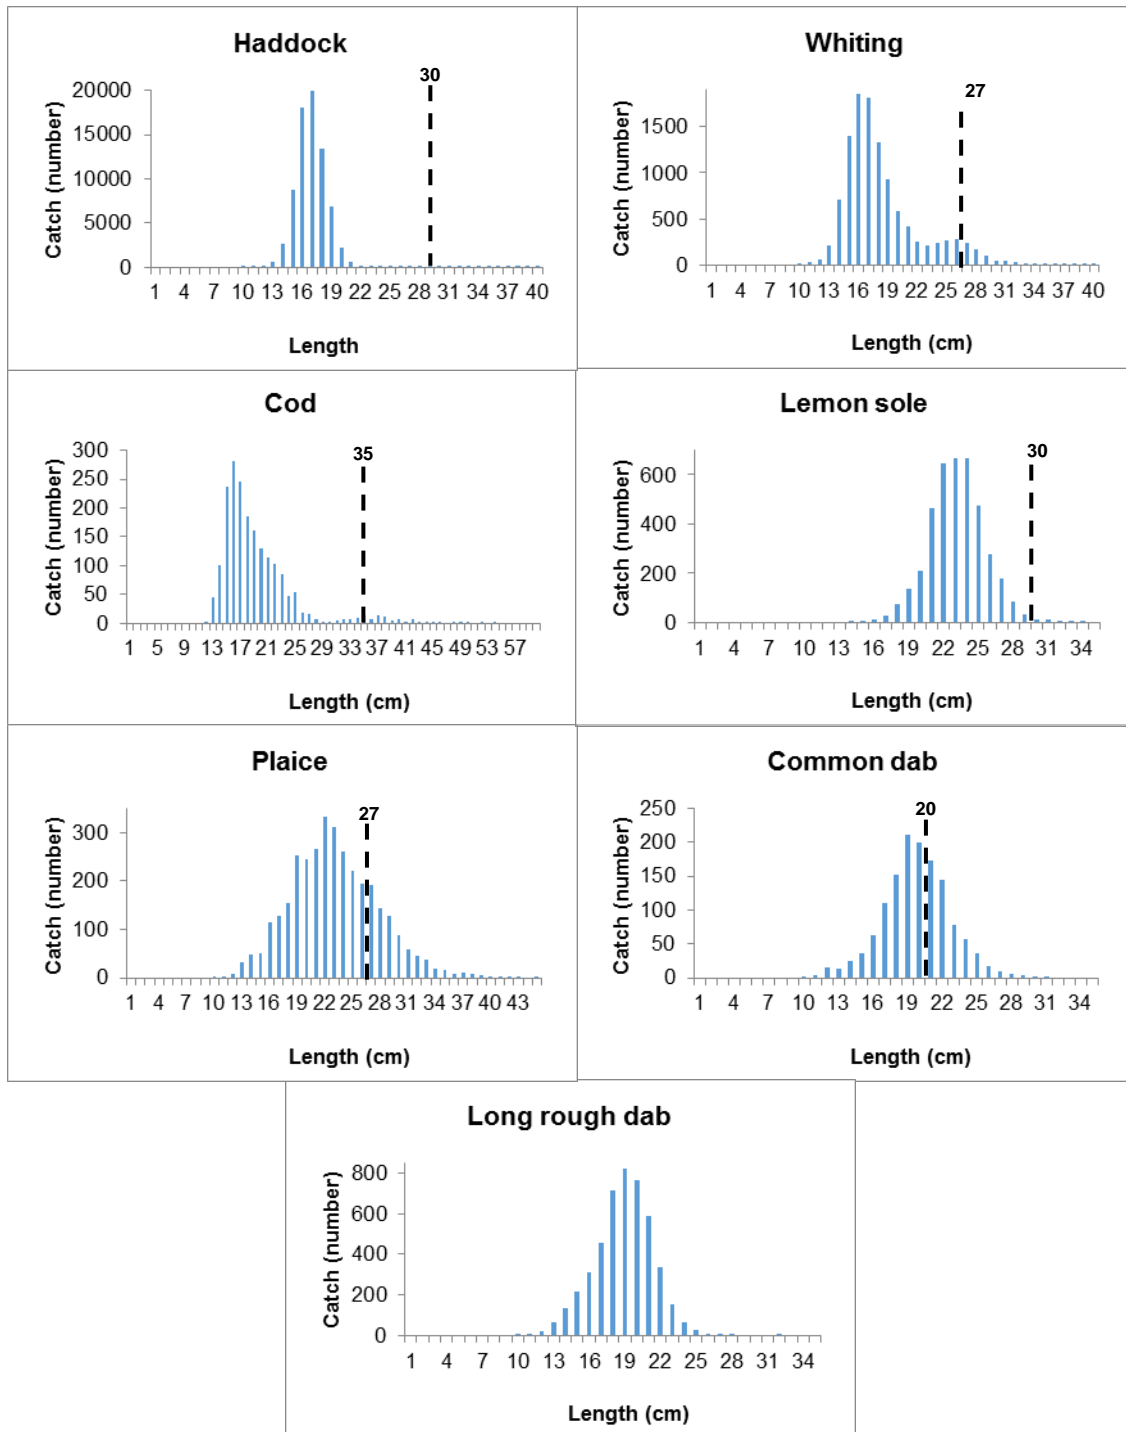 Haddock
30
Catch (number)
20000
15000
10000
5000
0
1 4 7 10 13 16 19 22 25 28 31 34 37 40
Length
Whiting
27
Catch (number)
1500
1000
500
0
1 4 7 10 13 16 19 22 25 28 31 34 37 40
Length (cm)
Cod
35
Catch (number)
300
250
200
150
100
50
0
1 5 9 13 17 21 25 29 33 37 41 45 49 53 57
Length (cm)
Lemon sole
30
Catch (number)
600
400
200
0
1 4 7 10 13 16 19 22 25 28 31 34
Length (cm)
Plaice
27
Catch (number)
300
200
100
0
1 4 7 10 13 16 19 22 25 28 31 34 37 40 43
Length (cm)
Common dab
20
Catch (number)
250
200
150
100
50
0
1 4 7 10 13 16 19 22 25 28 31 34
Length (cm)
Long rough dab
Catch (number)
800
600
400
200
0
1 4 7 10 13 16 19 22 25 28 31 34
Length (cm)